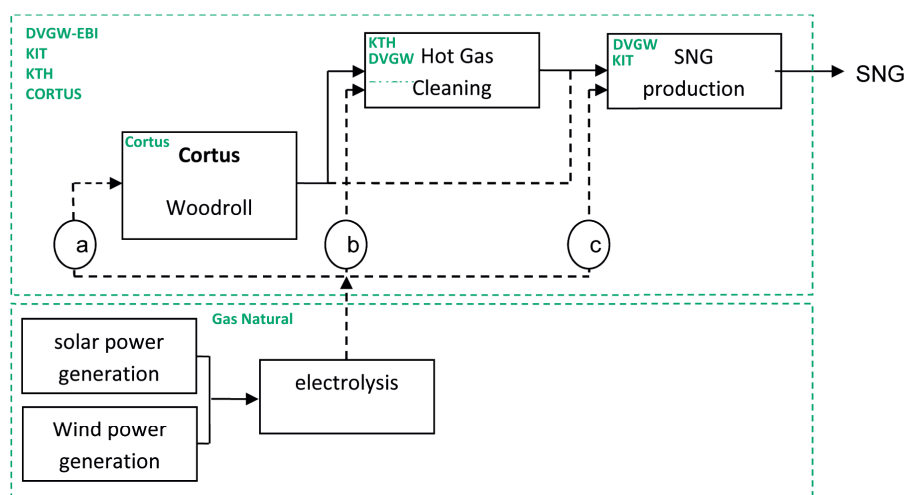 DVGW-EBI
KIT
KTH
CORTUS
KTH
DVGW
Hot Gas
Cleaning
DVGW
KIT
SNG
production
SNG
Cortus
Cortus
Woodroll
a
b
c
Gas Natural
solar power
generation
electrolysis
Wind power
generation